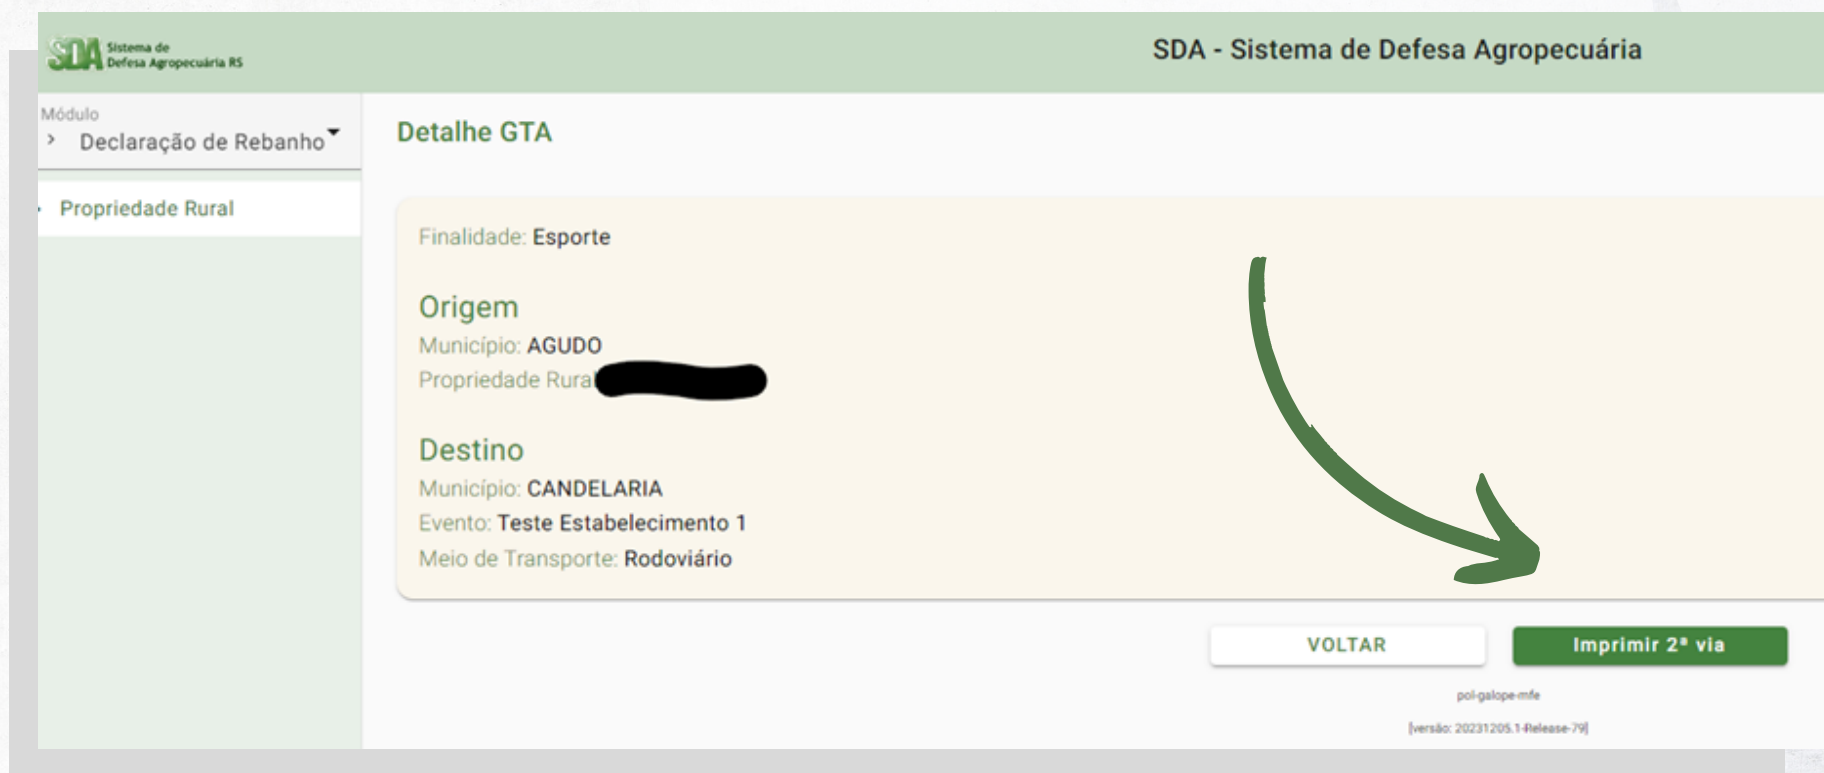 SDA Sistema de
Defesa Agropecuária RS
SDA - Sistema de Defesa Agropecuária
Módulo
> Declaração de Rebanho
Propriedade Rural
Detalhe GTA
Finalidade: Esporte
Origem
Município: AGUDO
Propriedade Rural
Destino
Município: CANDELARIA
Evento: Teste Estabelecimento 1
Meio de Transporte: Rodoviário
VOLTAR
Imprimir 2ª via
pol-galope-mfe
[versão: 20231205.1-Release-79]